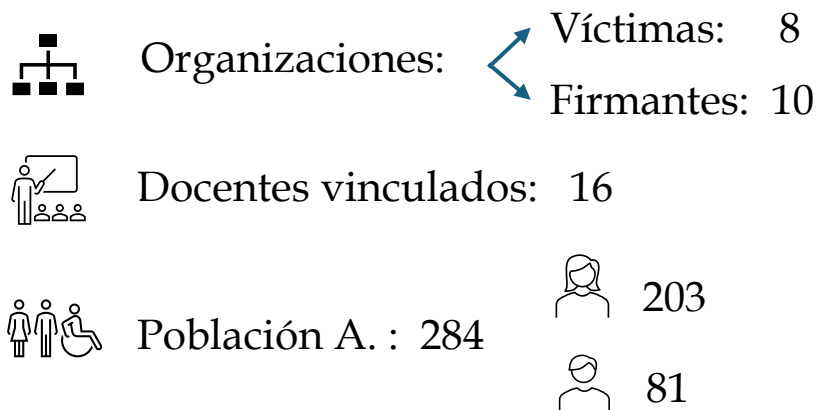 Organizaciones:
Víctimas: 8
Firmantes: 10
Docentes vinculados: 16
Población A. : 284
203
81